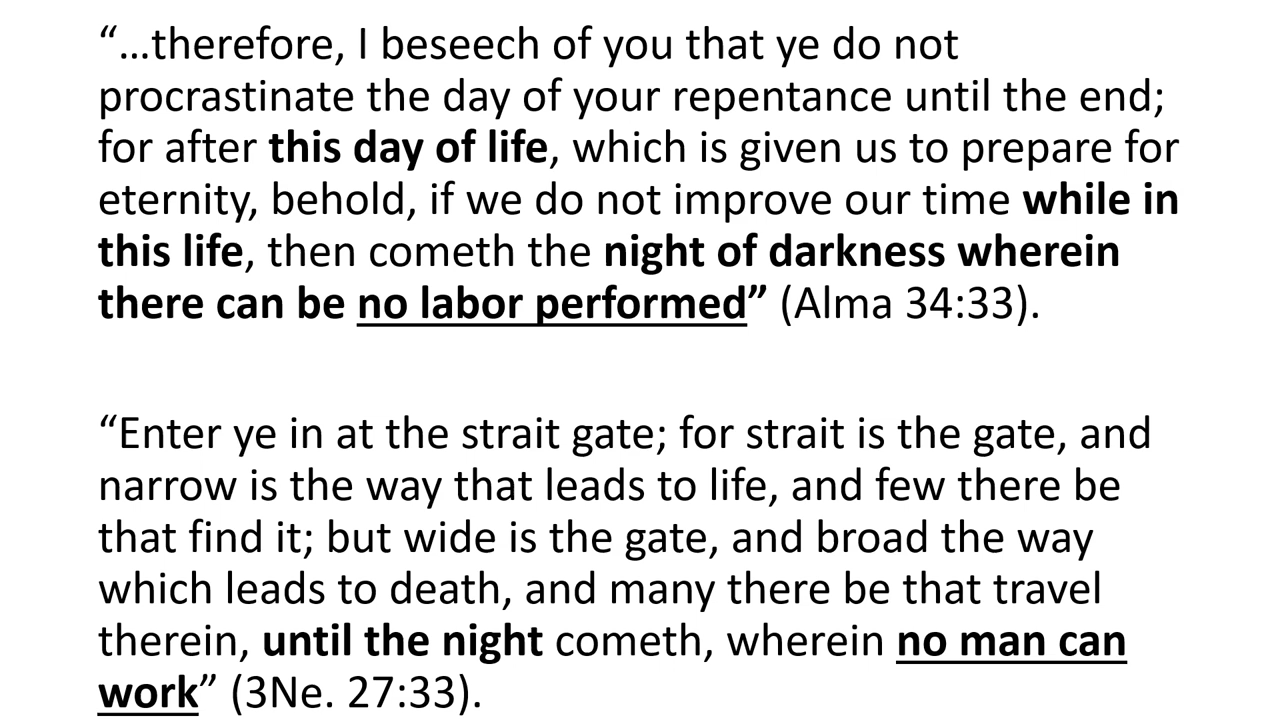 “…therefore, I beseech of you that ye do not
procrastinate the day of your repentance until the end;
for after this day of life, which is given us to prepare for
eternity, behold, if we do not improve our time while in
this life, then cometh the night of darkness wherein
there can be no labor performed” (Alma 34:33).
“Enter ye in at the strait gate; for strait is the gate, and
narrow is the way that leads to life, and few there be
that find it; but wide is the gate, and broad the way
which leads to death, and many there be that travel
therein, until the night cometh, wherein no man can
work” (3Ne. 27:33).